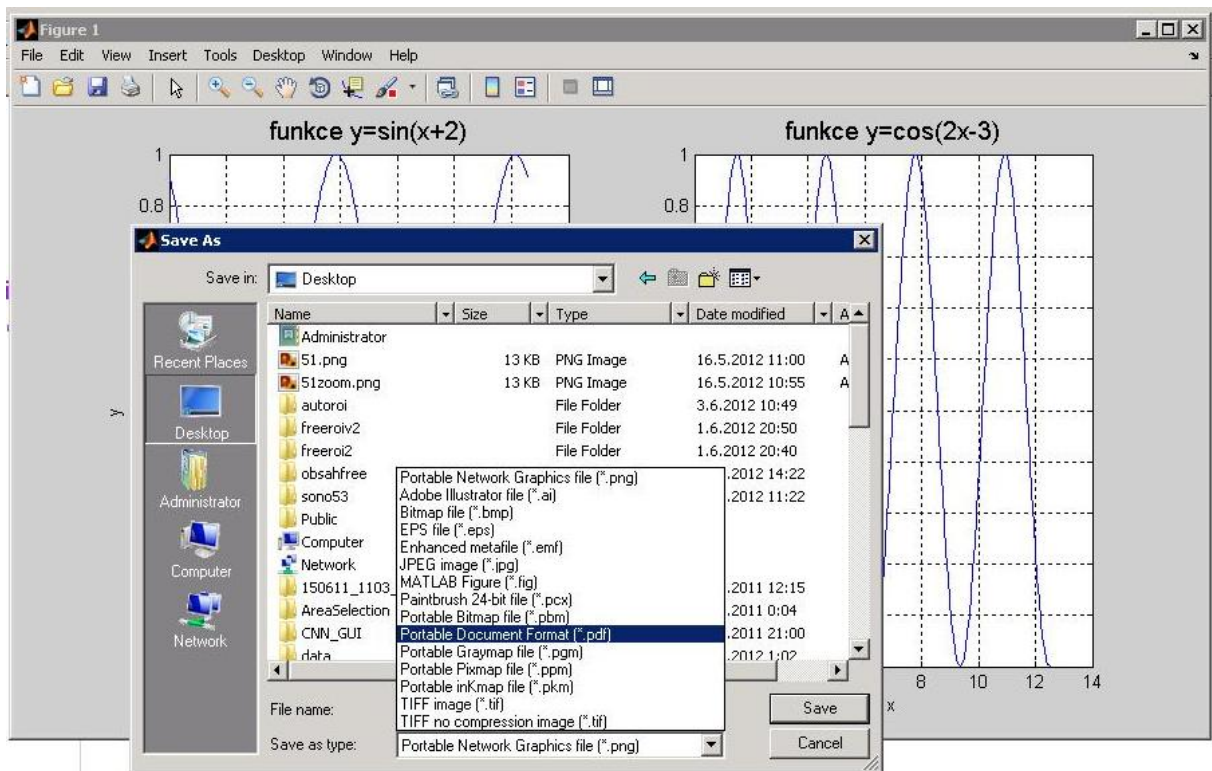 Figure 1
File Edit View Insert Tools Desktop Window Help
funkce y=sin(x+2)
funkce y=cos(2x-3)
1
0.8
1
0.8
y
Save As
Save in: Desktop
Name Size Type Date modified A
Recent Places
Desktop
Administrator
Computer
Network
Administrator
51.png 13 KB PNG Image 16.5.2012 11:00 A
51zoom.png 13 KB PNG Image 16.5.2012 10:55 A
autoroi File Folder 3.6.2012 10:49
freeroiv2 File Folder 1.6.2012 20:50
freeroi2 File Folder 1.6.2012 20:40
obsahfree .2012 14:22
sono53 .2012 11:22
Public
Computer
Network
150611_1103_ .2011 12:15
AreaSelection .2011 0:04
CNN_GUI .2011 21:00
data .2012 1:02
Portable Network Graphics file (*.png)
Adobe Illustrator file (*.ai)
Bitmap file (*.bmp)
EPS file (*.eps)
Enhanced metafile (*.emf)
JPEG image (*.jpg)
MATLAB Figure (*.fig)
Paintbrush 24-bit file (*.pcx)
Portable Bitmap file (*.pbm)
Portable Document Format (*.pdf)
Portable Graymap file (*.pgm)
Portable Pixmap file (*.ppm)
Portable inKmap file (*.pkm)
TIFF image (*.tif)
TIFF no compression image (*.tif)
File name:
Save
Save as type: Portable Network Graphics file (*.png)
Cancel
8 10 12 14
x